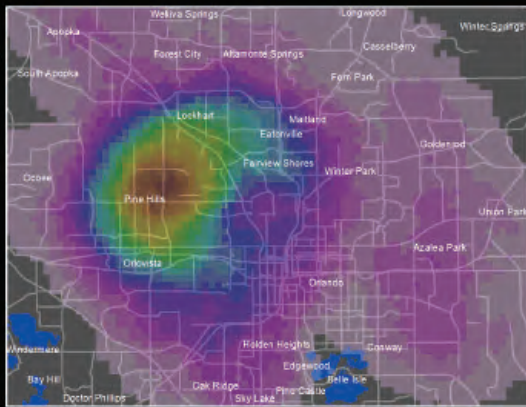 Wekiva Springs
Longwood
Winter Springs
Apopka
Casselberry
Forest City
Altamonte Springs
South Apopka
Fern Park
Lockhart
Maitland
Eatonville
Goldenrod
Fairview Shores
Winter Park
Ocoee
Pine Hills
Union Park
Azalea Park
Orlovista
Orlando
Holden Heights
Conway
Windermere
Edgewood
Bay Hill
Oak Ridge
Belle Isle
Pine Castle
Doctor Phillips
Sky Lake